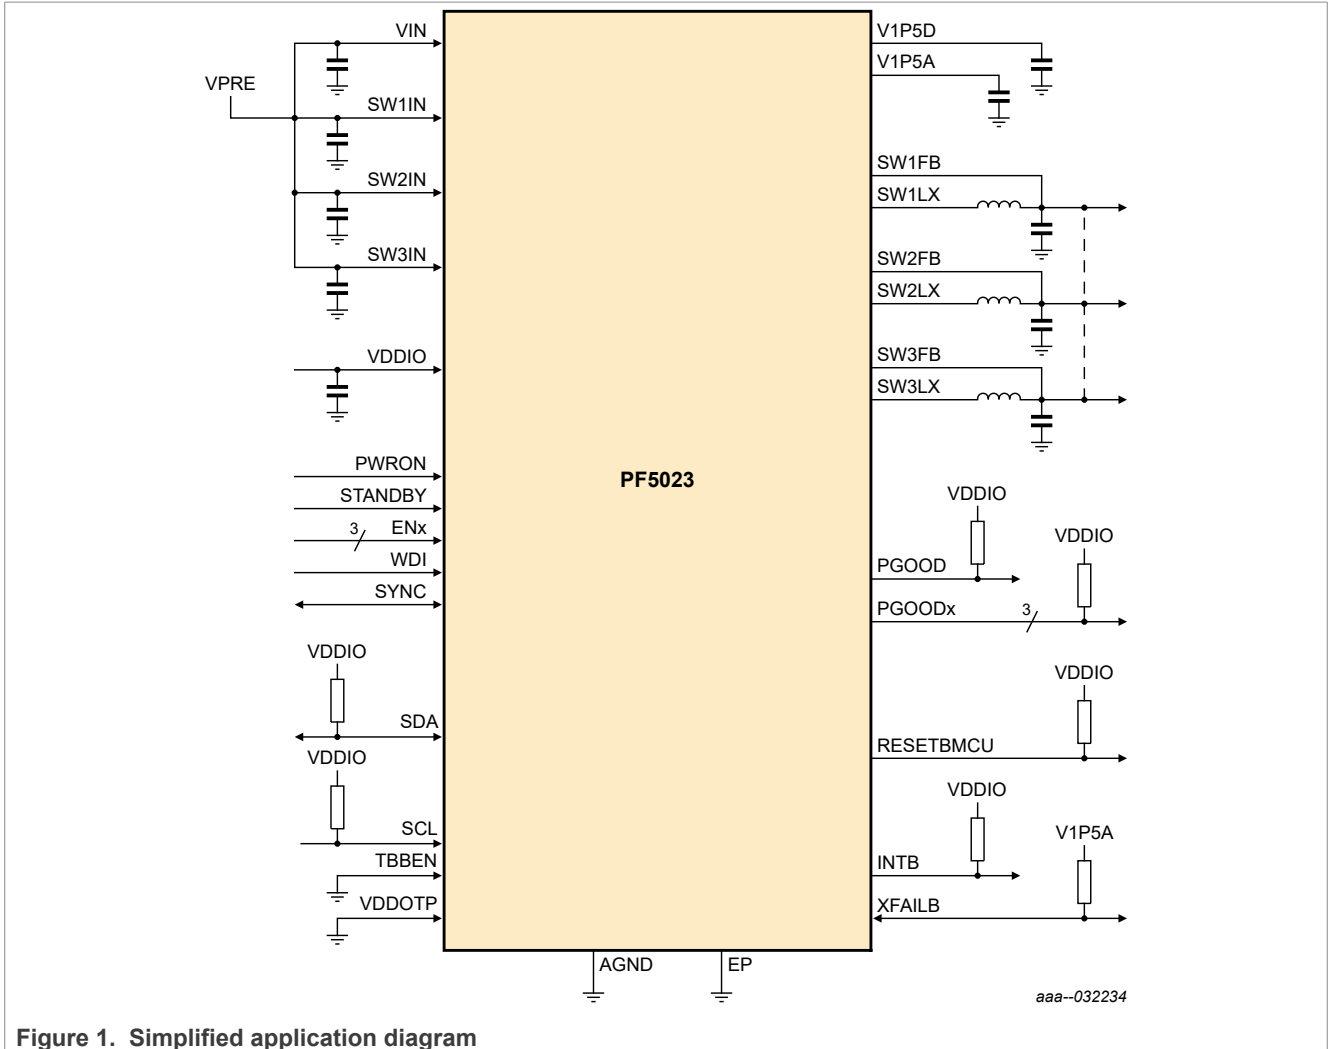 VIN
VPRE
SW1IN
SW2IN
SW3IN
VDDIO
PWRON
STANDBY
3
ENx
WDI
SYNC
VDDIO
SDA
VDDIO
SCL
TBBEN
VDDOTP
PF5023
AGND
EP
V1P5D
V1P5A
SW1FB
SW1LX
SW2FB
SW2LX
SW3FB
SW3LX
VDDIO
PGOOD
VDDIO
PGOODx
3
VDDIO
RESETBMCU
VDDIO
INTB
V1P5A
XFAILB
aaa--032234
Figure 1. Simplified application diagram